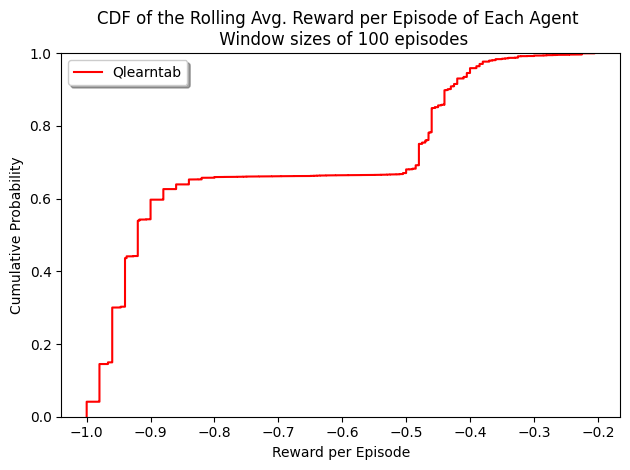 CDF of the Rolling Avg. Reward per Episode of Each Agent
Window sizes of 100 episodes
Qlearntab
1.0
0.8
0.6
0.4
0.2
0.0
Cumulative Probability
−1.0 −0.9 −0.8 −0.7 −0.6 −0.5 −0.4 −0.3 −0.2
Reward per Episode